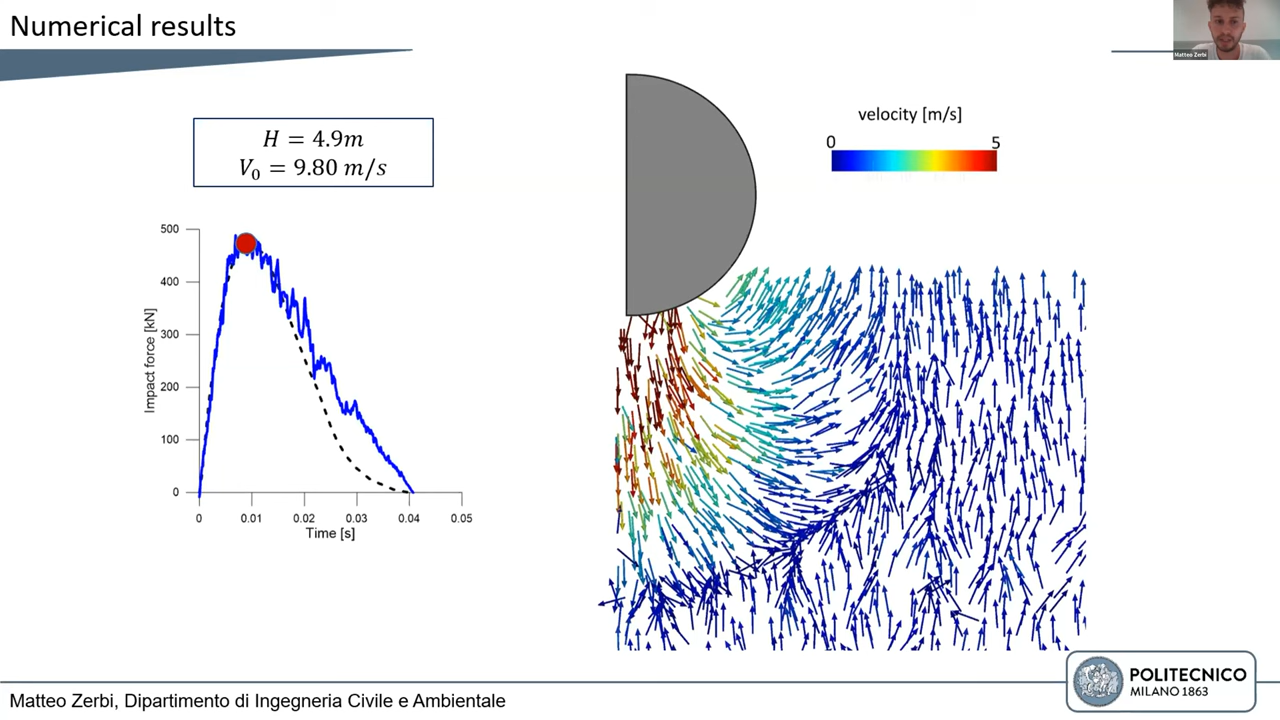 Numerical results
Matteo Zerbi
H = 4.9m
V₀ = 9.80 m/s
velocity [m/s]
0 5
Impact force [kN]
500
400
300
200
100
0
0 0.01 0.02 0.03 0.04 0.05
Time [s]
Matteo Zerbi, Dipartimento di Ingegneria Civile e Ambientale
POLITECNICO
MILANO 1863